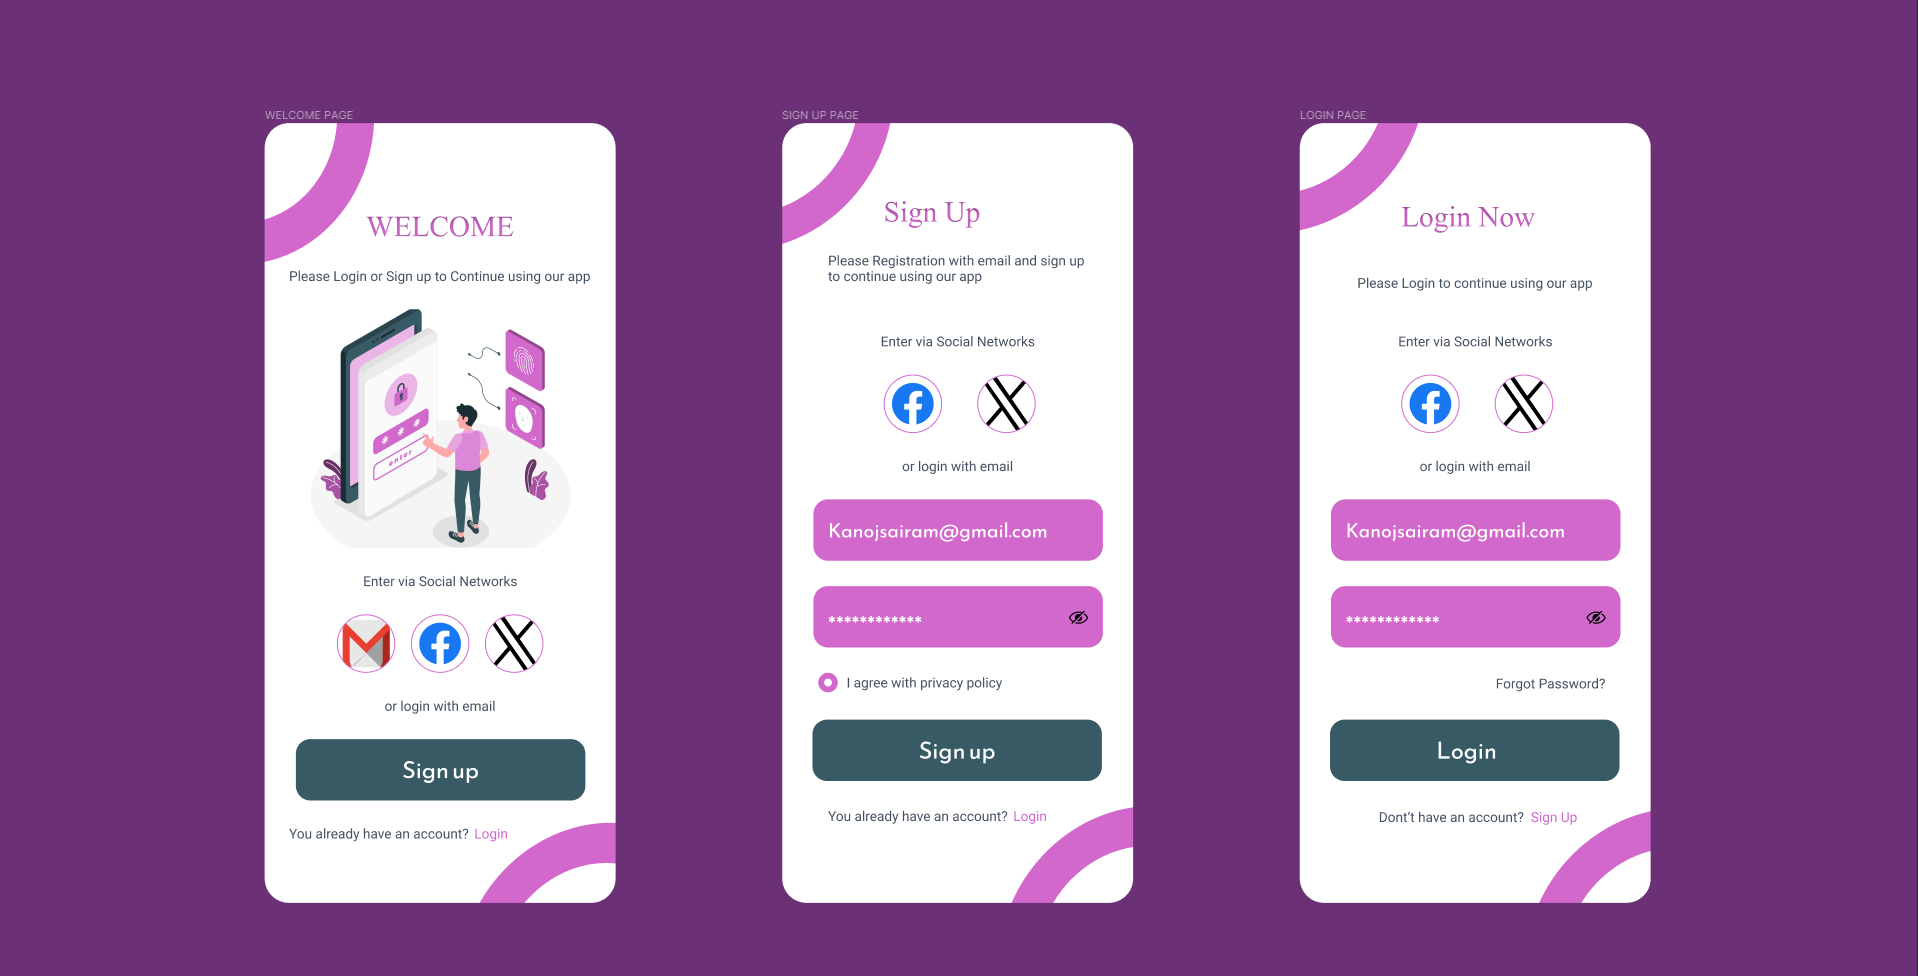 WELCOME PAGE
WELCOME
Please Login or Sign up to Continue using our app
* * *
enter
Enter via Social Networks
or login with email
Sign up
You already have an account? Login
SIGN UP PAGE
Sign Up
Please Registration with email and sign up
to continue using our app
Enter via Social Networks
or login with email
Kanojsairam@gmail.com
************
I agree with privacy policy
Sign up
You already have an account? Login
LOGIN PAGE
Login Now
Please Login to continue using our app
Enter via Social Networks
or login with email
Kanojsairam@gmail.com
************
Forgot Password?
Login
Dont't have an account? Sign Up